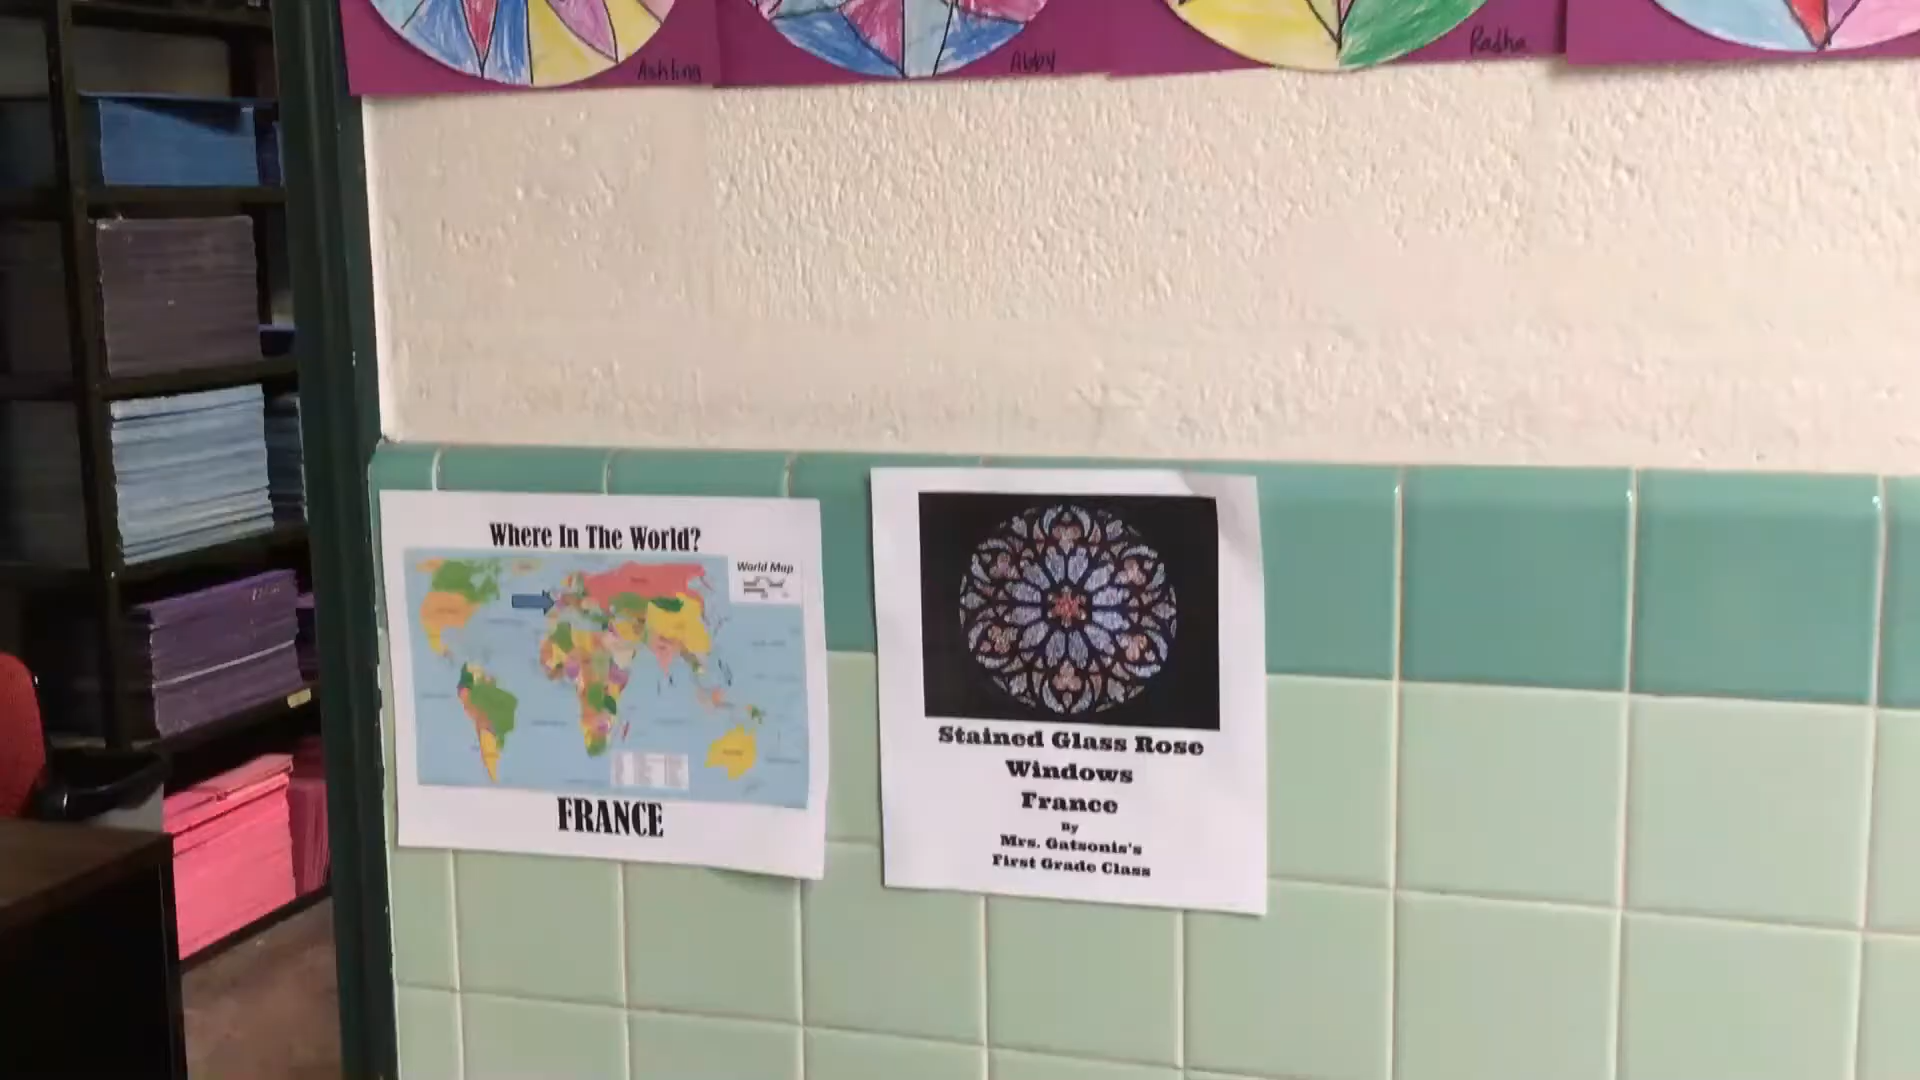 Ashling
Abby
Radha
Where In The World?
World Map
FRANCE
Stained Glass Rose
Windows
France
By
Mrs. Gatsonis's
First Grade Class